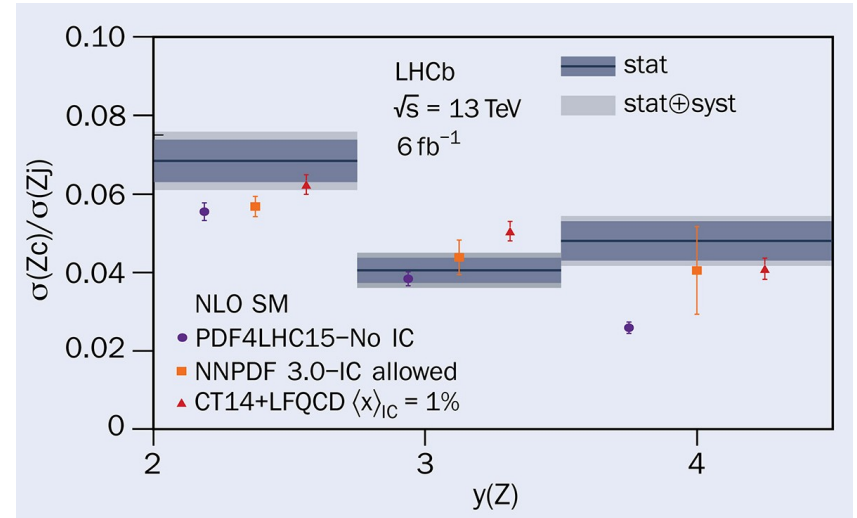 0.10
0.08
0.06
0.04
0.02
0
σ(Zc)/σ(Zj)
LHCb
√s = 13 TeV
6 fb⁻¹
stat
stat⊕syst
NLO SM
PDF4LHC15–No IC
NNPDF 3.0–IC allowed
CT14+LFQCD ⟨x⟩IC = 1%
2 3 4
y(Z)